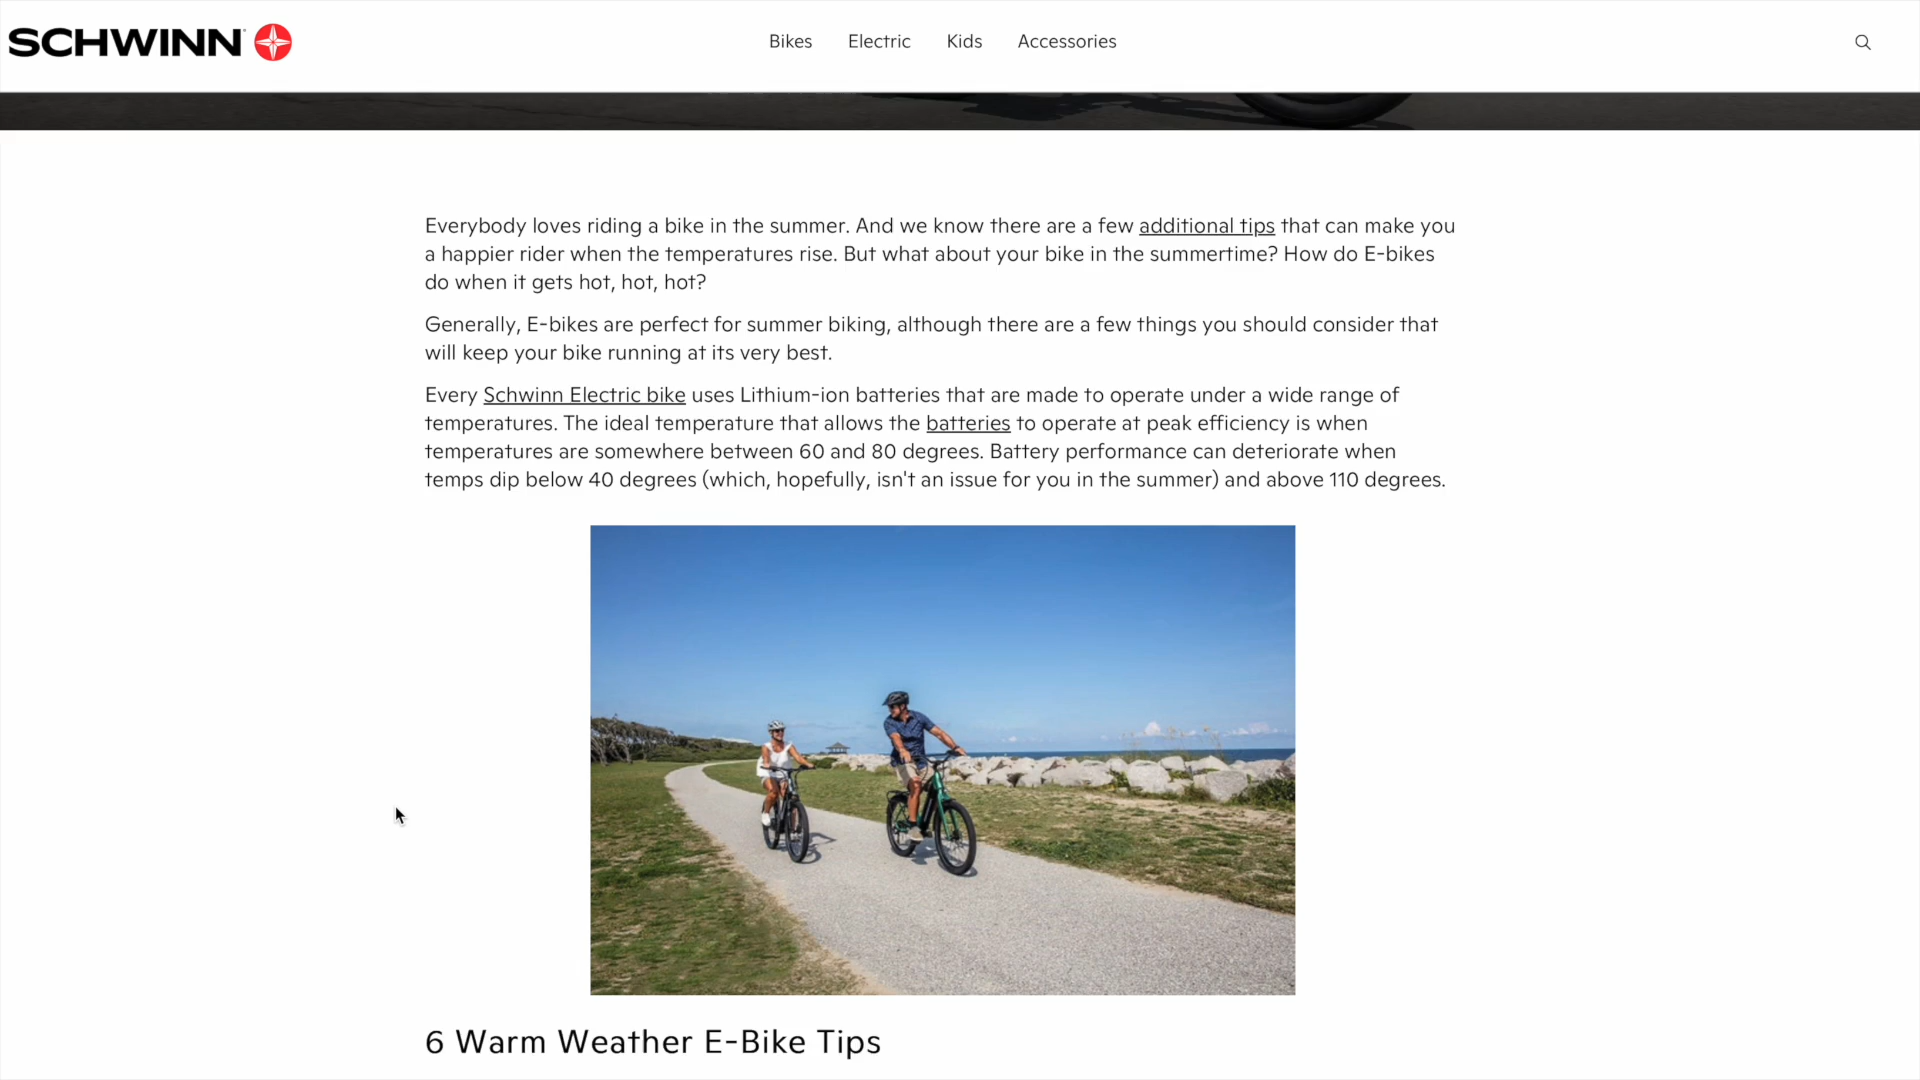 SCHWINN
Bikes
Electric
Kids
Accessories
Everybody loves riding a bike in the summer. And we know there are a few additional tips that can make you
a happier rider when the temperatures rise. But what about your bike in the summertime? How do E-bikes
do when it gets hot, hot, hot?
Generally, E-bikes are perfect for summer biking, although there are a few things you should consider that
will keep your bike running at its very best.
Every Schwinn Electric bike uses Lithium-ion batteries that are made to operate under a wide range of
temperatures. The ideal temperature that allows the batteries to operate at peak efficiency is when
temperatures are somewhere between 60 and 80 degrees. Battery performance can deteriorate when
temps dip below 40 degrees (which, hopefully, isn't an issue for you in the summer) and above 110 degrees.
6 Warm Weather E-Bike Tips